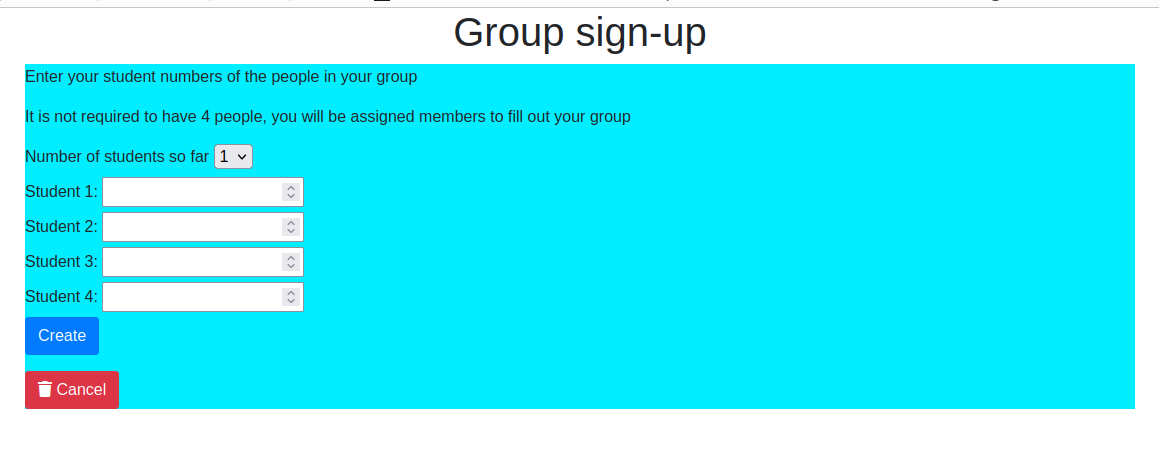 Group sign-up
Enter your student numbers of the people in your group
It is not required to have 4 people, you will be assigned members to fill out your group
Number of students so far 1
Student 1:
Student 2:
Student 3:
Student 4:
Create
Cancel